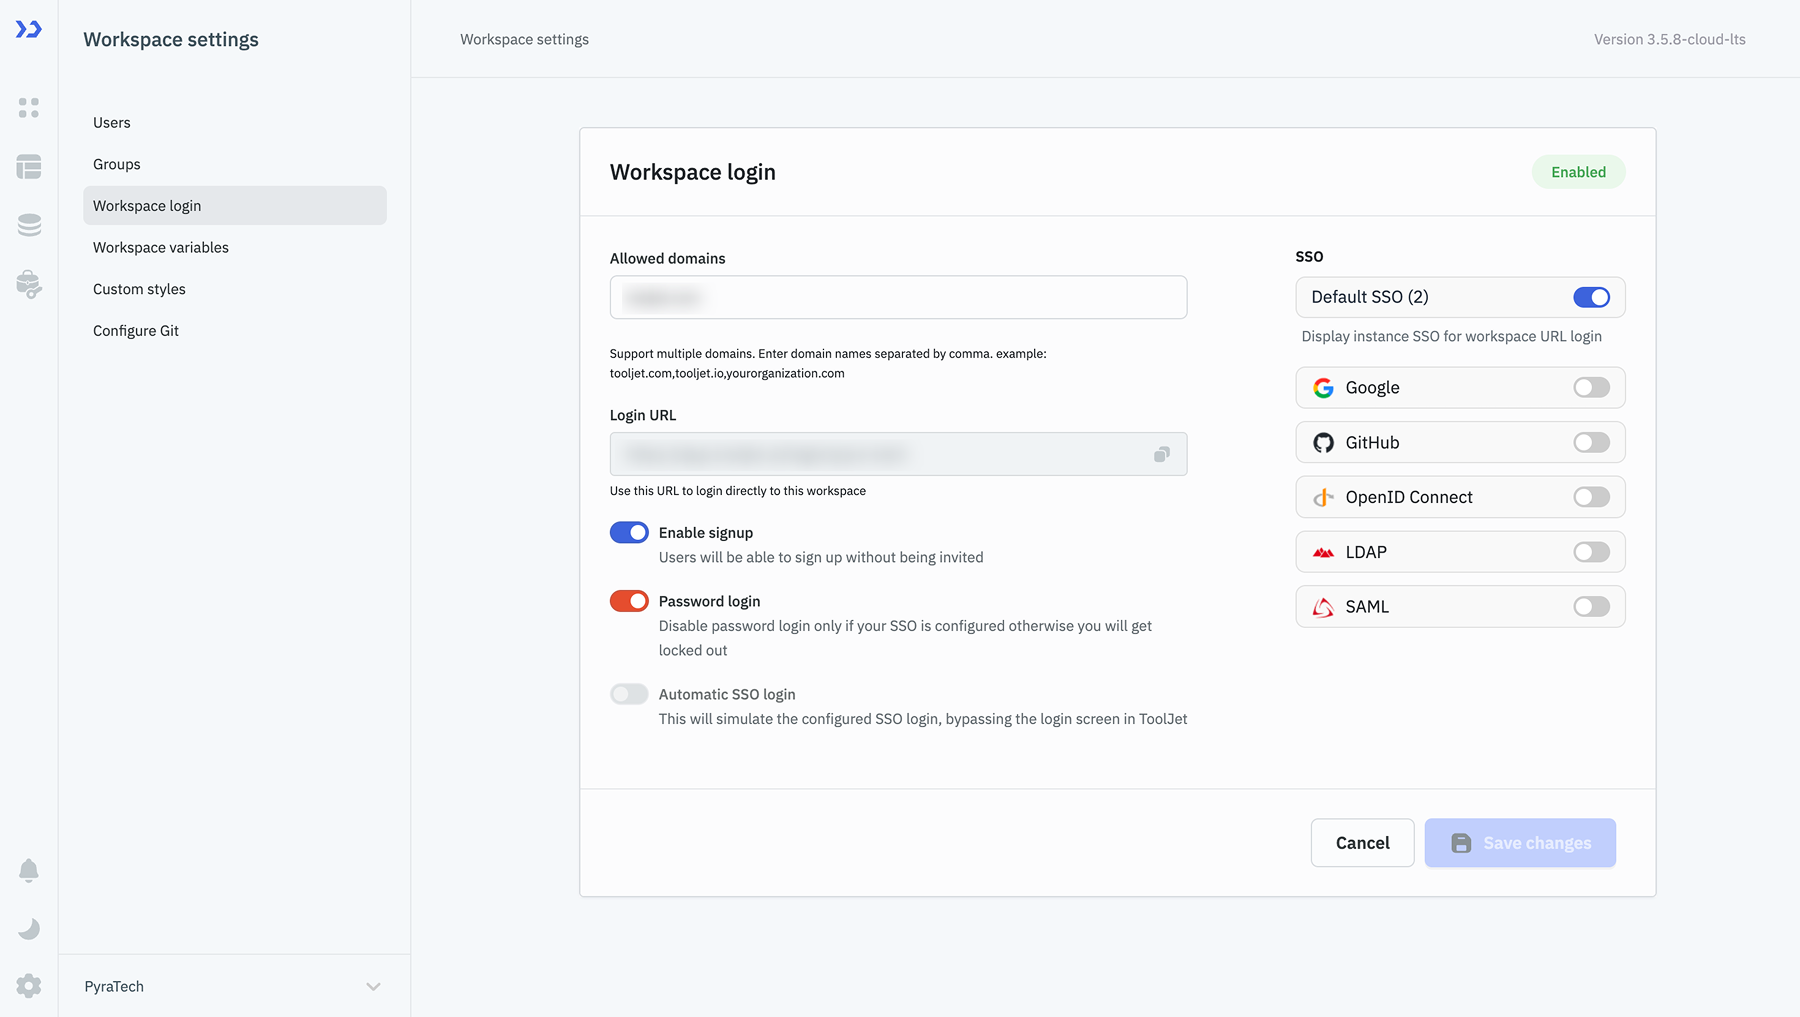 Workspace settings
Users
Groups
Workspace login
Workspace variables
Custom styles
Configure Git
PyraTech
Workspace settings
Version 3.5.8-cloud-lts
Workspace login
Enabled
Allowed domains
Support multiple domains. Enter domain names separated by comma. example:
tooljet.com,tooljet.io,yourorganization.com
Login URL
Use this URL to login directly to this workspace
Enable signup
Users will be able to sign up without being invited
Password login
Disable password login only if your SSO is configured otherwise you will get
locked out
Automatic SSO login
This will simulate the configured SSO login, bypassing the login screen in ToolJet
SSO
Default SSO (2)
Display instance SSO for workspace URL login
Google
GitHub
OpenID Connect
LDAP
SAML
Cancel
Save changes